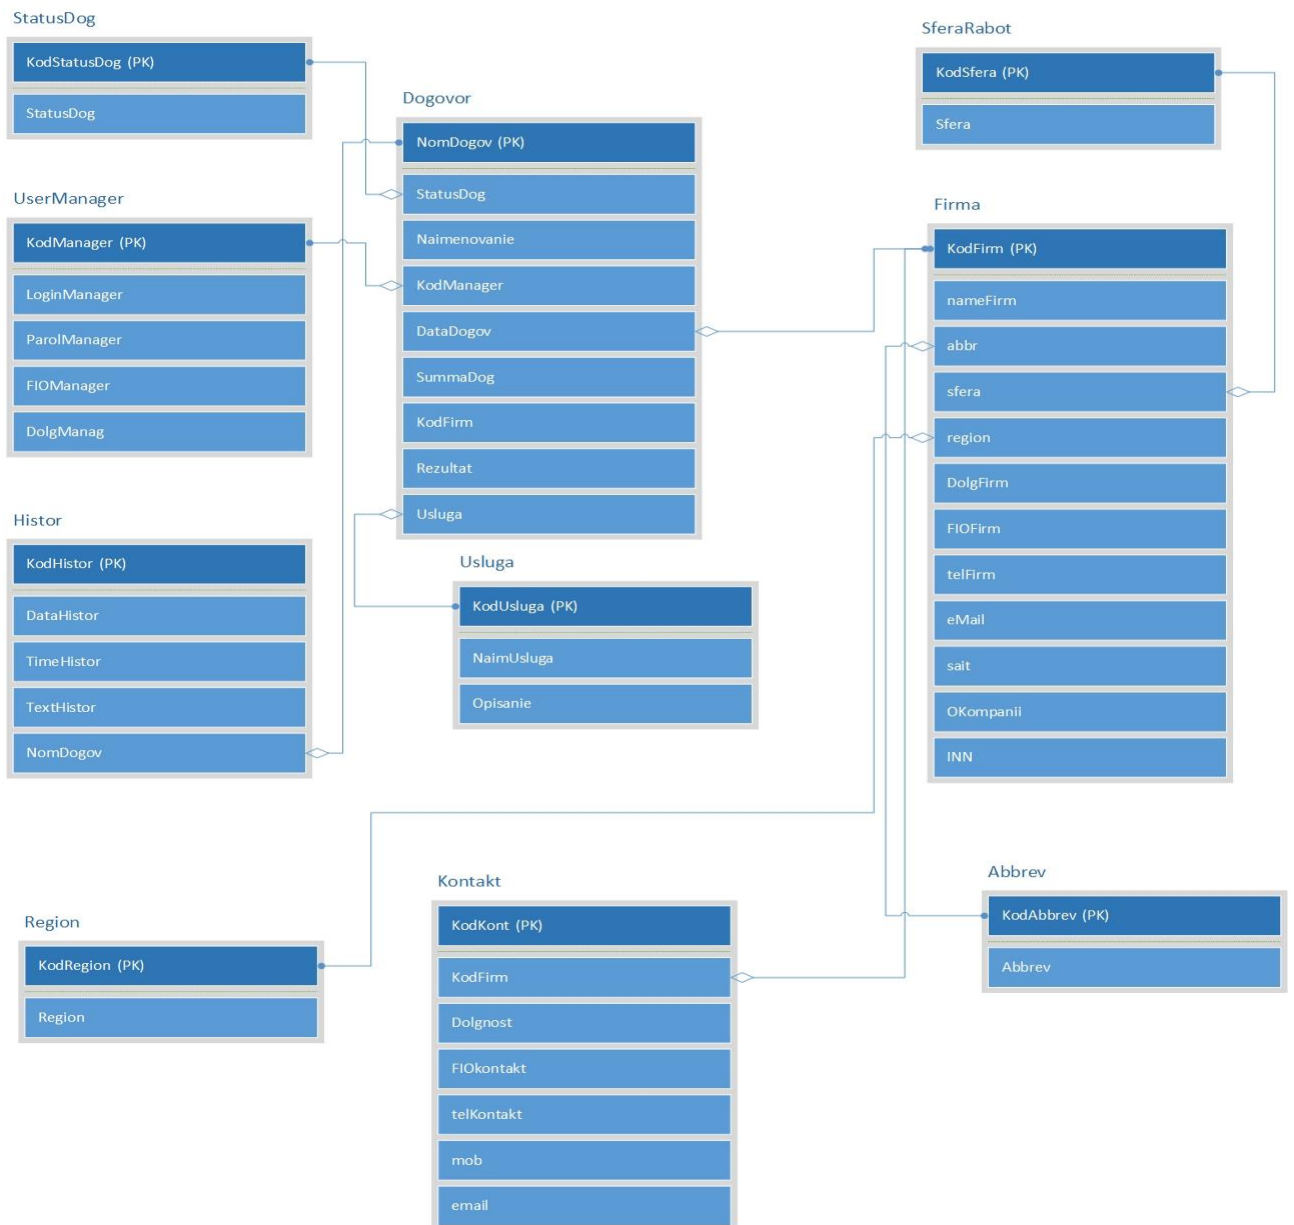 StatusDog
KodStatusDog (PK)
StatusDog
UserManager
KodManager (PK)
LoginManager
ParolManager
FIOManager
DolgManag
Histor
KodHistor (PK)
DataHistor
TimeHistor
TextHistor
NomDogov
Dogovor
NomDogov (PK)
StatusDog
Naimenovanie
KodManager
DataDogov
SummaDog
KodFirm
Rezultat
Usluga
Usluga
KodUsluga (PK)
NaimUsluga
Opisanie
SferaRabot
KodSfera (PK)
Sfera
Firma
KodFirm (PK)
nameFirm
abbr
sfera
region
DolgFirm
FIOFirm
telFirm
eMail
sait
OKompanii
INN
Region
KodRegion (PK)
Region
Kontakt
KodKont (PK)
KodFirm
Dolgnost
FIOkontakt
telKontakt
mob
email
Abbrev
KodAbbrev (PK)
Abbrev